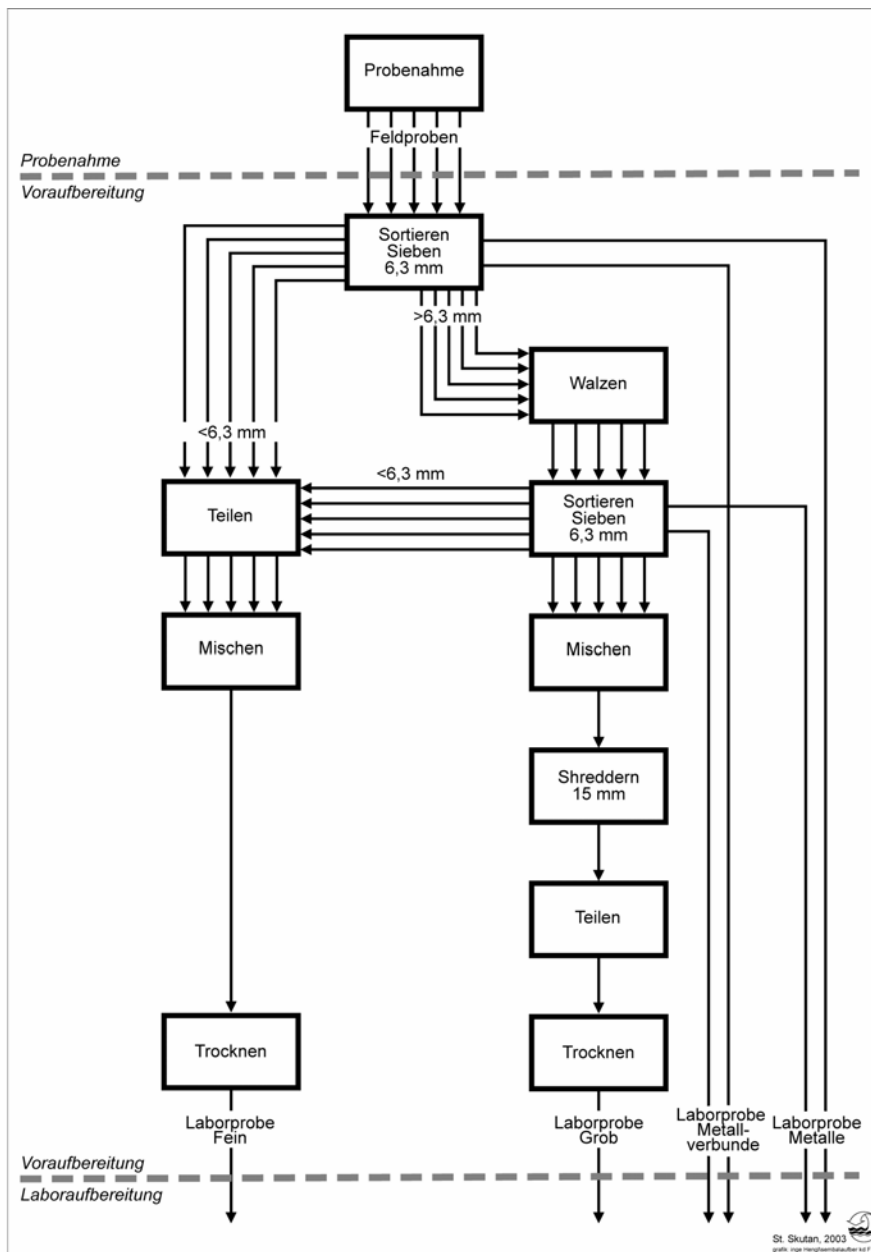 Probenahme
Feldproben
Probenahme
Voraufbereitung
Sortieren
Sieben
6,3 mm
>6,3 mm
Walzen
<6,3 mm
<6,3 mm
Teilen
Sortieren
Sieben
6,3 mm
Mischen
Mischen
Shreddern
15 mm
Teilen
Trocknen
Trocknen
Laborprobe
Fein
Laborprobe
Grob
Laborprobe
Metall-
verbunde
Laborprobe
Metalle
Voraufbereitung
Laboraufbereitung
St. Skutan, 2003